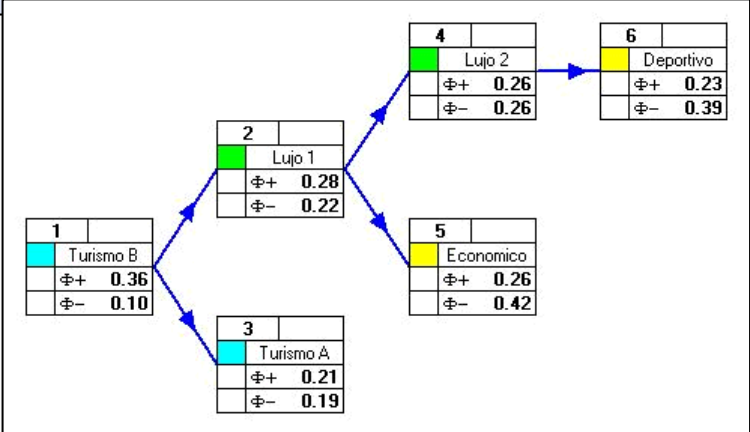 1
Turismo B
Φ+ 0.36
Φ− 0.10
2
Lujo 1
Φ+ 0.28
Φ− 0.22
3
Turismo A
Φ+ 0.21
Φ− 0.19
4
Lujo 2
Φ+ 0.26
Φ− 0.26
5
Economico
Φ+ 0.26
Φ− 0.42
6
Deportivo
Φ+ 0.23
Φ− 0.39